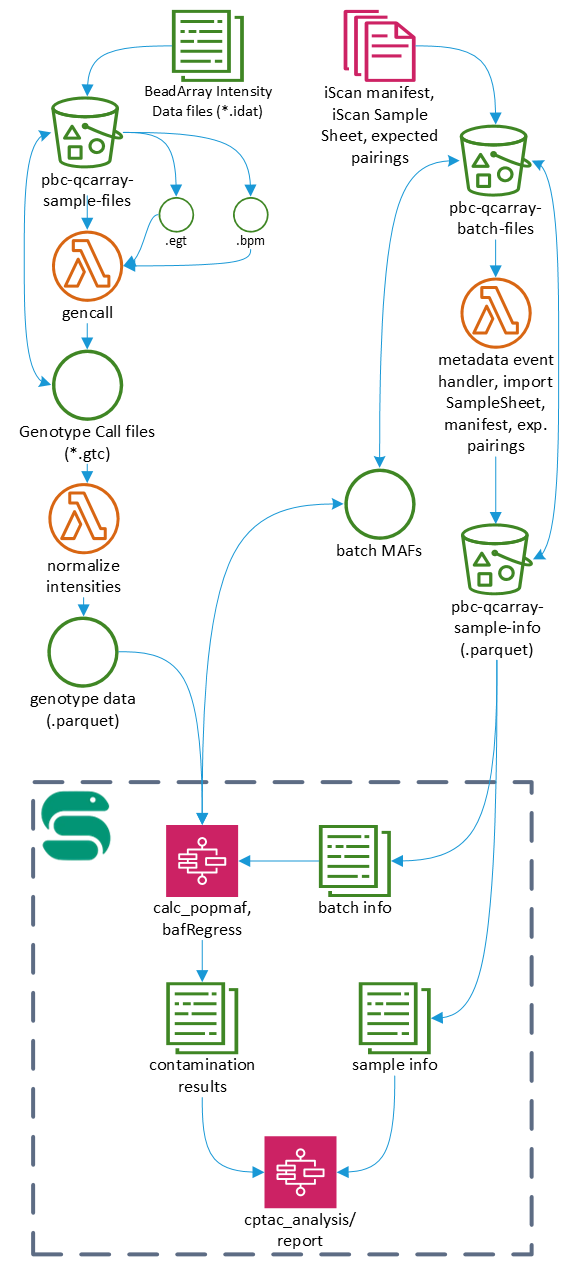 BeadArray Intensity
Data files (*.idat)
iScan manifest,
iScan Sample
Sheet, expected
pairings
pbc-qcarray-
sample-files
pbc-qcarray-
batch-files
.egt
.bpm
gencall
metadata event
handler, import
SampleSheet,
manifest, exp.
pairings
Genotype Call files
(*.gtc)
batch MAFs
normalize
intensities
pbc-qcarray-
sample-info
(.parquet)
genotype data
(.parquet)
calc_popmaf,
bafRegress
batch info
contamination
results
sample info
cptac_analysis/
report